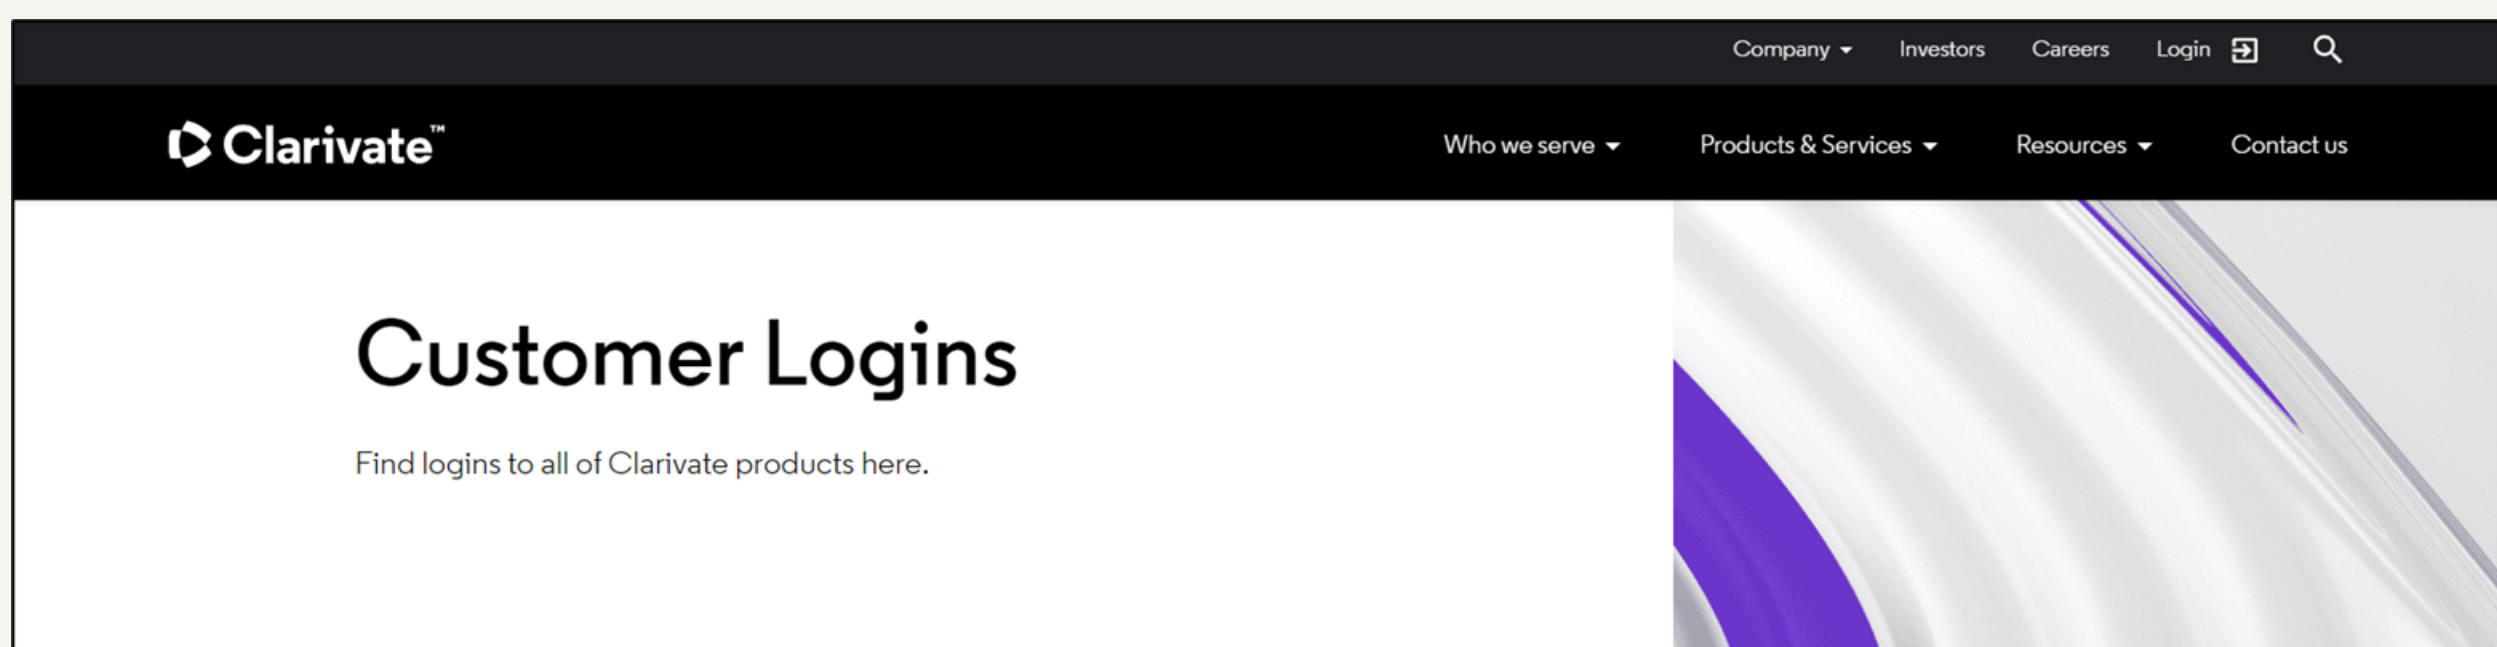 Company Investors Careers Login
Clarivate™
Who we serve Products & Services Resources Contact us
Customer Logins
Find logins to all of Clarivate products here.